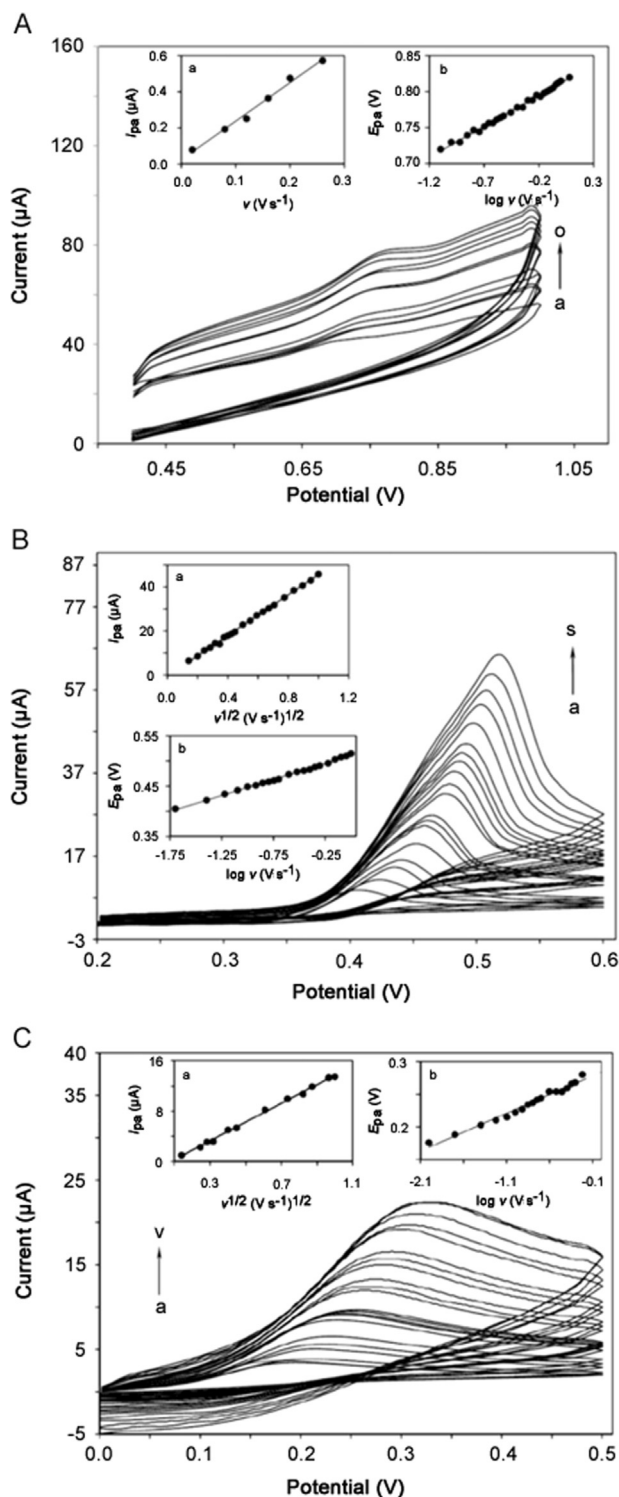 A
160
120
80
40
0
Current (µA)
0.45 0.65 0.85 1.05
Potential (V)
a
0.6
0.4
0.2
0.0
Ipa (µA)
0.0 0.1 0.2 0.3
v (V s-1)
b
0.85
0.80
0.75
0.70
Epa (V)
-1.2 -0.7 -0.2 0.3
log v (V s-1)
o
a
B
87
77
57
37
17
-3
Current (µA)
0.2 0.3 0.4 0.5 0.6
Potential (V)
a
40
20
0
Ipa (µA)
0.0 0.4 0.8 1.2
v1/2 (V s-1)1/2
b
0.55
0.45
0.35
Epa (V)
-1.75 -1.25 -0.75 -0.25
log v (V s-1)
s
a
C
40
35
25
15
5
-5
Current (µA)
0.0 0.1 0.2 0.3 0.4 0.5
Potential (V)
a
16
8
0
Ipa (µA)
0.3 0.7 1.1
v1/2 (V s-1)1/2
b
0.3
0.2
Epa (V)
-2.1 -1.1 -0.1
log v (V s-1)
v
a